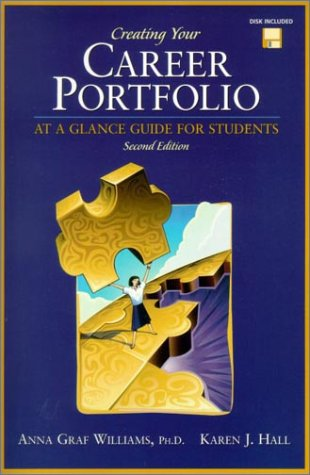 DISK INCLUDED
Creating Your
CAREER
PORTFOLIO
AT A GLANCE GUIDE FOR STUDENTS
Second Edition
ANNA GRAF WILLIAMS, PH.D. KAREN J. HALL